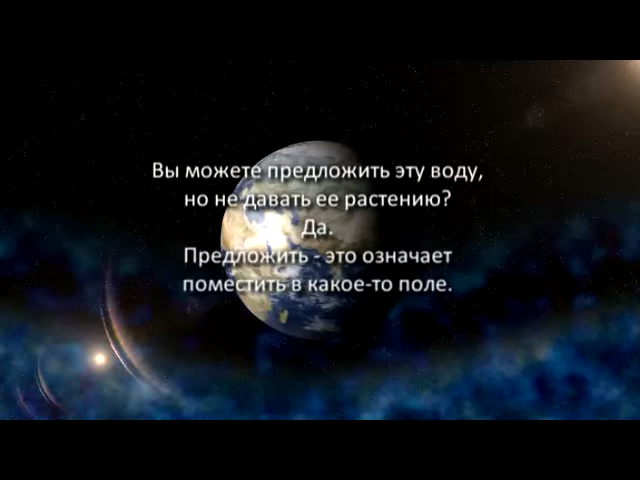 Вы можете предложить эту воду,
но не давать ее растению?
Да.
Предложить - это означает
поместить в какое-то поле.